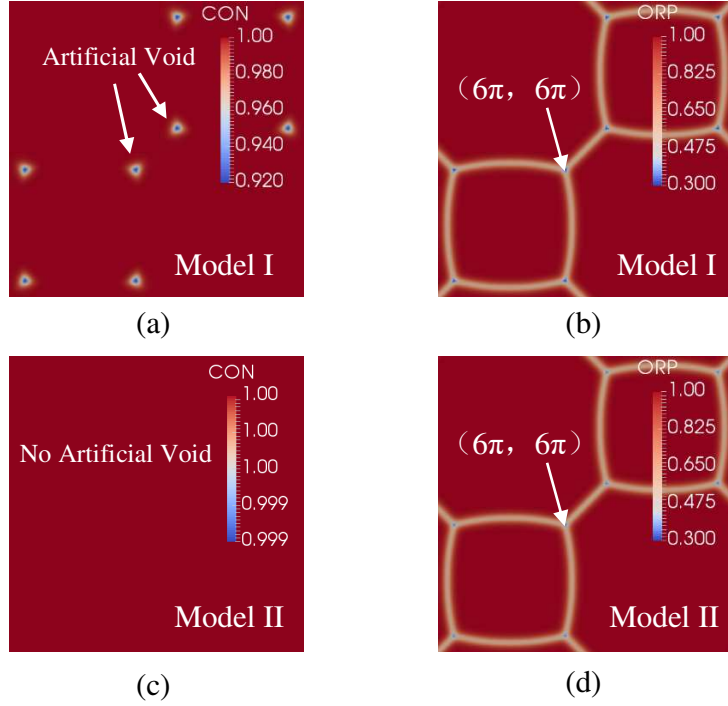 CON
1.00
0.980
0.960
0.940
0.920
Artificial Void
Model I
(a)
ORP
1.00
0.825
0.650
0.475
0.300
（6π， 6π）
Model I
(b)
CON
1.00
1.00
1.00
0.999
0.999
No Artificial Void
Model II
(c)
ORP
1.00
0.825
0.650
0.475
0.300
（6π， 6π）
Model II
(d)